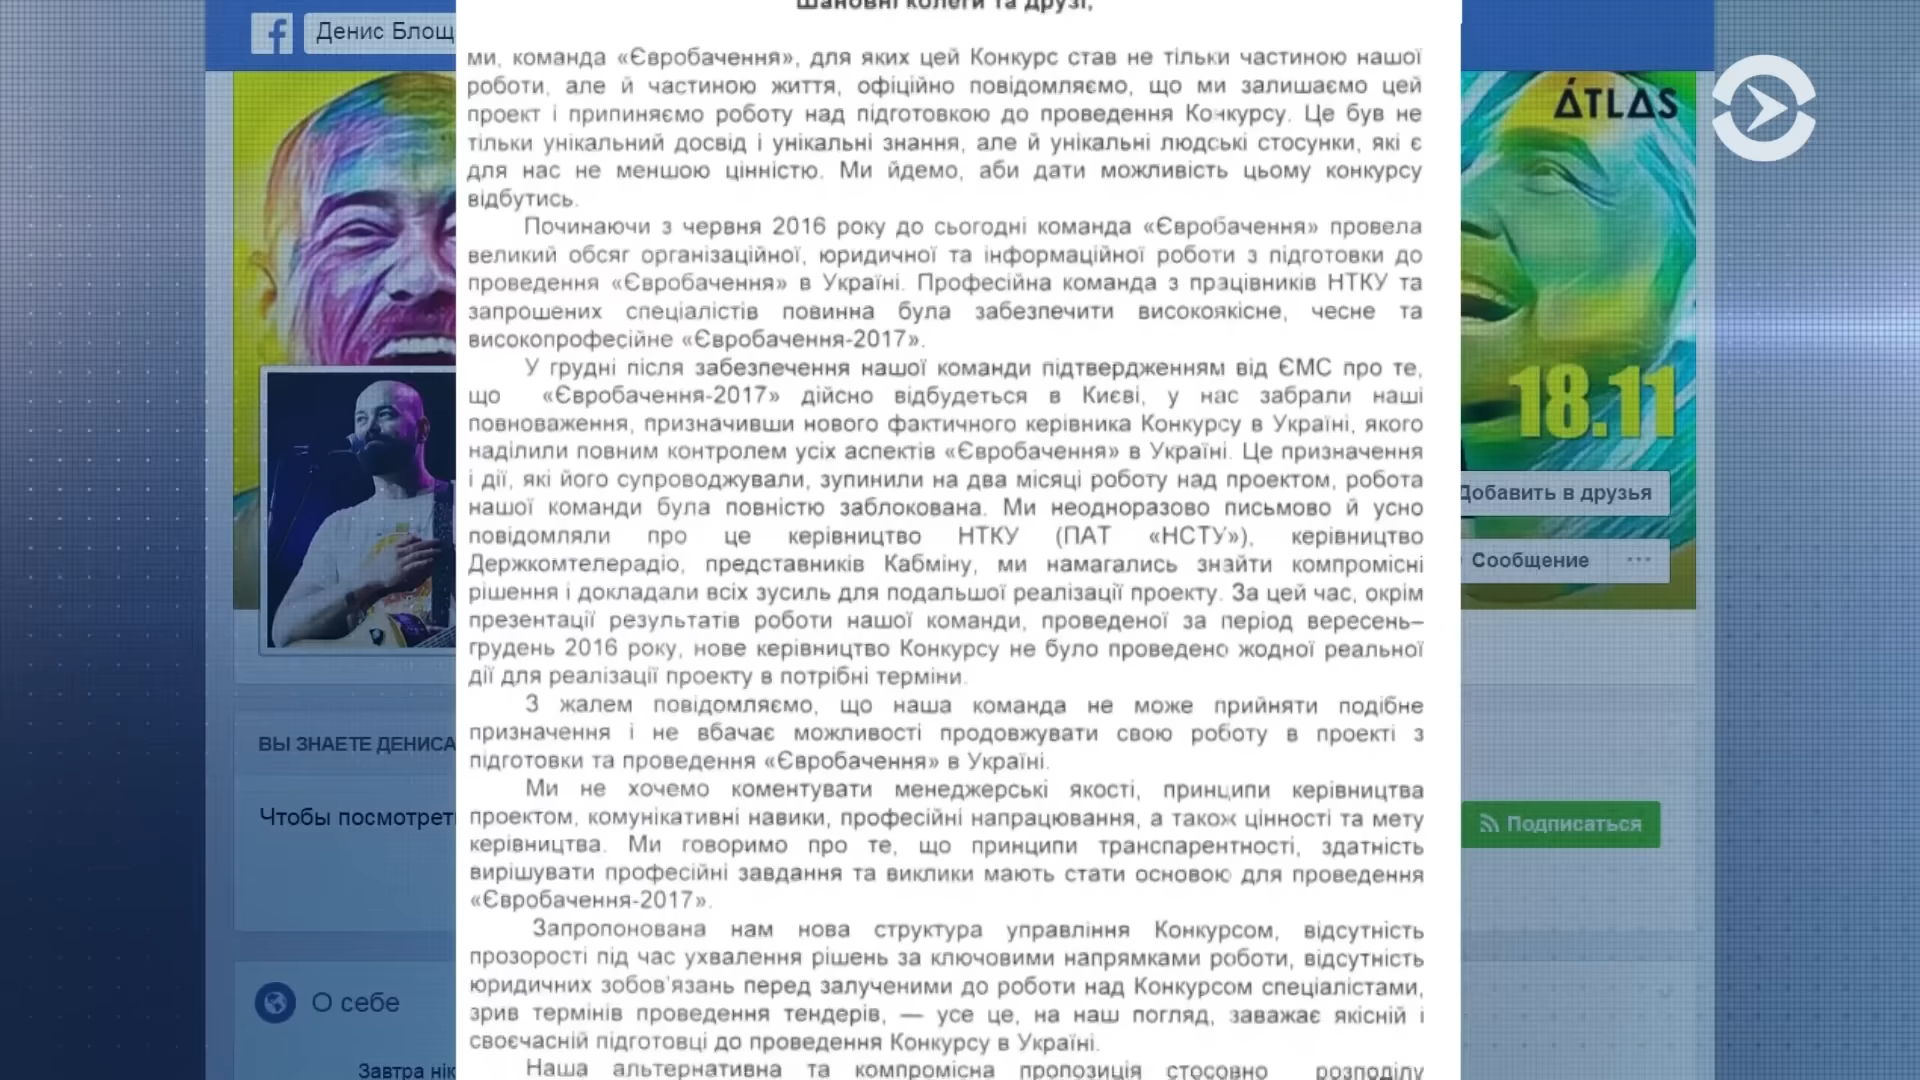 Шановні колеги та друзі,
Денис Блощ
ми, команда «Євробачення», для яких цей Конкурс став не тільки частиною нашої
роботи, але й частиною життя, офіційно повідомляємо, що ми залишаємо цей
проект і припиняємо роботу над підготовкою до проведення Конкурсу. Це був не
тільки унікальний досвід і унікальні знання, але й унікальні людські стосунки, які є
для нас не меншою цінністю. Ми йдемо, аби дати можливість цьому конкурсу
відбутись.
Починаючи з червня 2016 року до сьогодні команда «Євробачення» провела
великий обсяг організаційної, юридичної та інформаційної роботи з підготовки до
проведення «Євробачення» в Україні. Професійна команда з працівників НТКУ та
запрошених спеціалістів повинна була забезпечити високоякісне, чесне та
високопрофесійне «Євробачення-2017».
У грудні після забезпечення нашої команди підтвердженням від ЄМС про те,
що «Євробачення-2017» дійсно відбудеться в Києві, у нас забрали наші
повноваження, призначивши нового фактичного керівника Конкурсу в Україні, якого
наділили повним контролем усіх аспектів «Євробачення» в Україні. Це призначення
і дії, які його супроводжували, зупинили на два місяці роботу над проектом, робота
нашої команди була повністю заблокована. Ми неодноразово письмово й усно
повідомляли про це керівництво НТКУ (ПАТ «НСТУ»), керівництво
Держкомтелерадіо, представників Кабміну, ми намагались знайти компромісні
рішення і докладали всіх зусиль для подальшої реалізації проекту. За цей час, окрім
презентації результатів роботи нашої команди, проведеної за період вересень–
грудень 2016 року, нове керівництво Конкурсу не було проведено жодної реальної
дії для реалізації проекту в потрібні терміни.
З жалем повідомляємо, що наша команда не може прийняти подібне
призначення і не вбачає можливості продовжувати свою роботу в проекті з
підготовки та проведення «Євробачення» в Україні.
Ми не хочемо коментувати менеджерські якості, принципи керівництва
проектом, комунікативні навики, професійні напрацювання, а також цінності та мету
керівництва. Ми говоримо про те, що принципи транспарентності, здатність
вирішувати професійні завдання та виклики мають стати основою для проведення
«Євробачення-2017».
Запропонована нам нова структура управління Конкурсом, відсутність
прозорості під час ухвалення рішень за ключовими напрямками роботи, відсутність
юридичних зобов'язань перед залученими до роботи над Конкурсом спеціалістами,
зрив термінів проведення тендерів, — усе це, на наш погляд, заважає якісній і
своєчасній підготовці до проведення Конкурсу в Україні.
Наша альтернативна та компромісна пропозиція стосовно розподілу
ÁTLAS
18.11
Добавить в друзья
Сообщение
Подписаться
ВЫ ЗНАЕТЕ ДЕНИСА
Чтобы посмотреть
О себе
Завтра нік